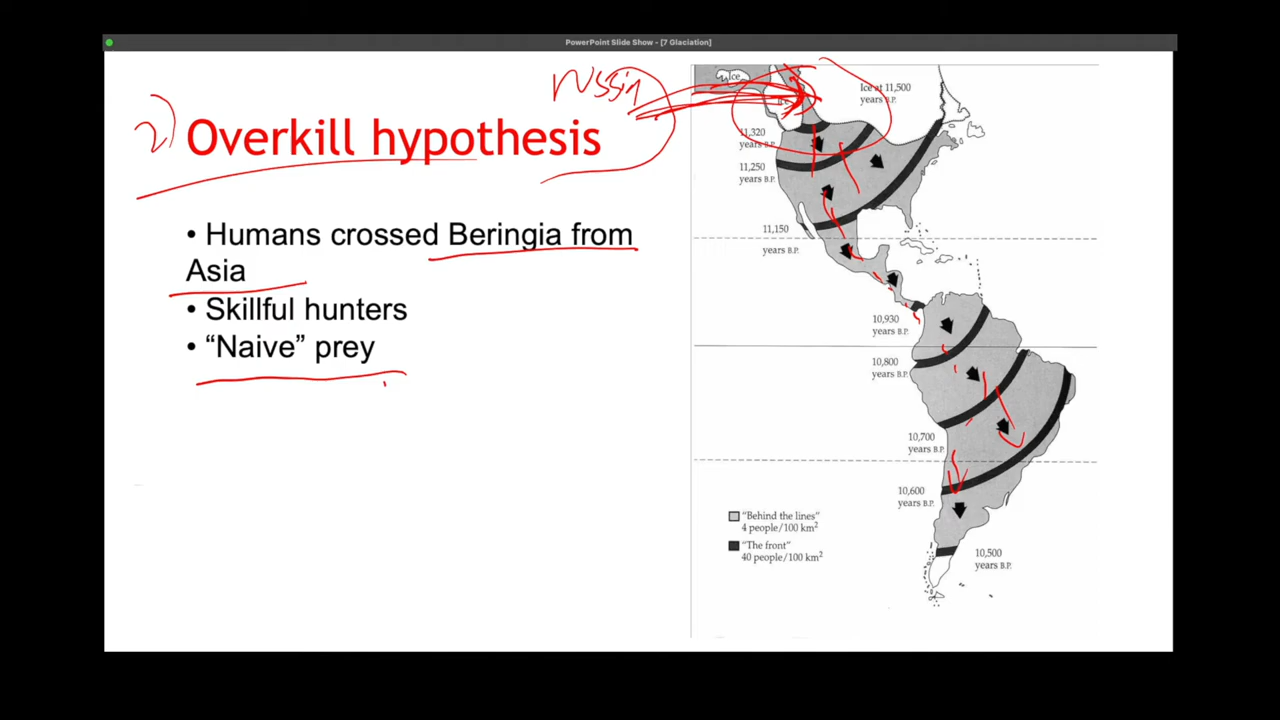 PowerPoint Slide Show - [7 Glaciation]
russia
2) Overkill hypothesis
• Humans crossed Beringia from
Asia
• Skillful hunters
• “Naive” prey
Ice
Ice
Ice at 11,500
years B.P.
11,320
years B.P.
11,250
years B.P.
11,150
years B.P.
10,930
years B.P.
10,800
years B.P.
10,700
years B.P.
10,600
years B.P.
10,500
years B.P.
"Behind the lines"
4 people/100 km²
"The front"
40 people/100 km²